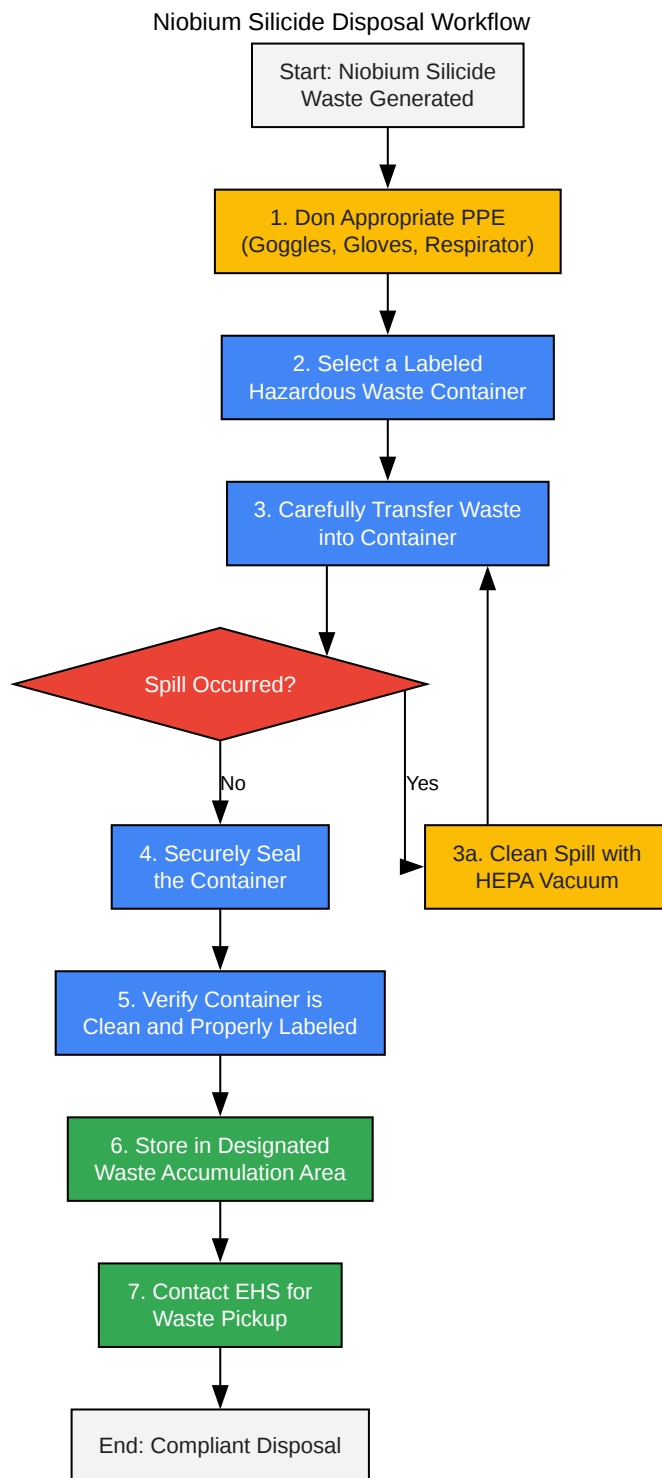 Niobium Silicide Disposal Workflow
Start: Niobium Silicide
Waste Generated
1. Don Appropriate PPE
(Goggles, Gloves, Respirator)
2. Select a Labeled
Hazardous Waste Container
3. Carefully Transfer Waste
into Container
Spill Occurred?
No
Yes
4. Securely Seal
the Container
3a. Clean Spill with
HEPA Vacuum
5. Verify Container is
Clean and Properly Labeled
6. Store in Designated
Waste Accumulation Area
7. Contact EHS for
Waste Pickup
End: Compliant Disposal